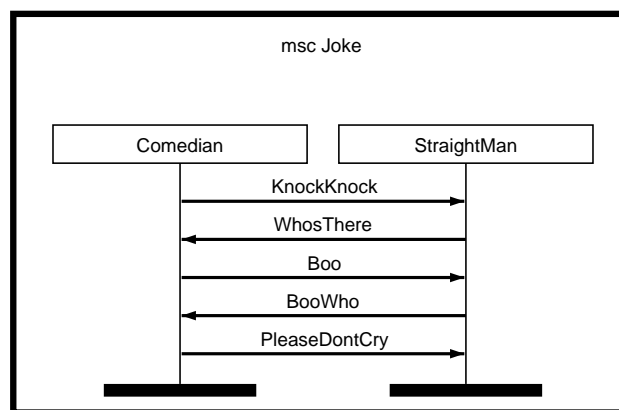 msc Joke
Comedian
StraightMan
KnockKnock
WhosThere
Boo
BooWho
PleaseDontCry